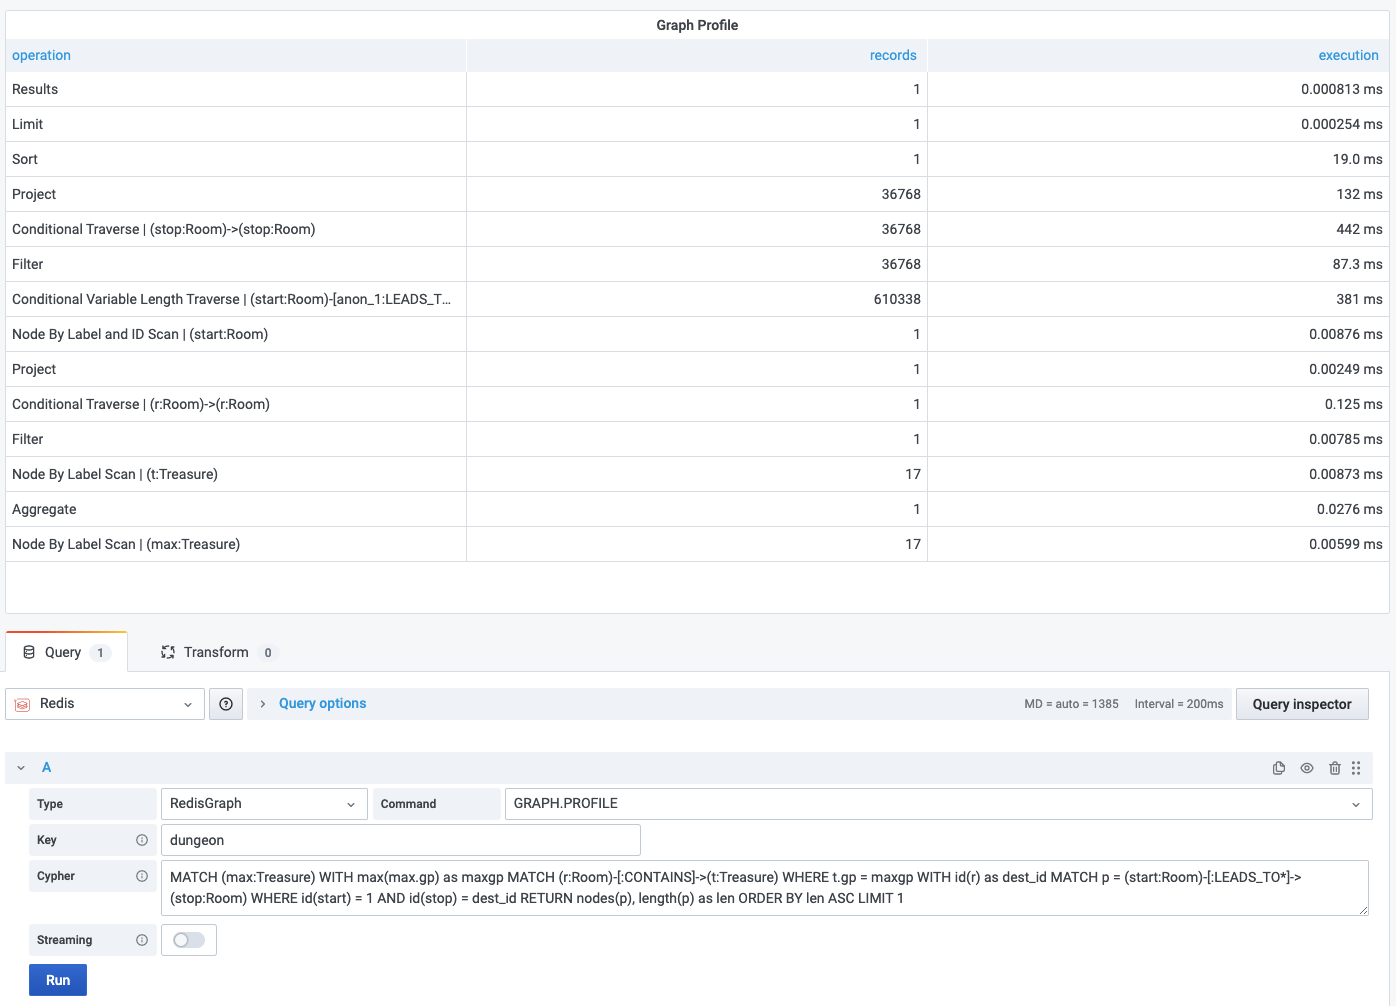 Graph Profile
operation records execution
Results 1 0.000813 ms
Limit 1 0.000254 ms
Sort 1 19.0 ms
Project 36768 132 ms
Conditional Traverse | (stop:Room)->(stop:Room) 36768 442 ms
Filter 36768 87.3 ms
Conditional Variable Length Traverse | (start:Room)-[anon_1:LEADS_T... 610338 381 ms
Node By Label and ID Scan | (start:Room) 1 0.00876 ms
Project 1 0.00249 ms
Conditional Traverse | (r:Room)->(r:Room) 1 0.125 ms
Filter 1 0.00785 ms
Node By Label Scan | (t:Treasure) 17 0.00873 ms
Aggregate 1 0.0276 ms
Node By Label Scan | (max:Treasure) 17 0.00599 ms
Query 1 Transform 0
Redis Query options MD = auto = 1385 Interval = 200ms Query inspector
A
Type RedisGraph Command GRAPH.PROFILE
Key dungeon
Cypher MATCH (max:Treasure) WITH max(max.gp) as maxgp MATCH (r:Room)-[:CONTAINS]->(t:Treasure) WHERE t.gp = maxgp WITH id(r) as dest_id MATCH p = (start:Room)-[:LEADS_TO*]->
(stop:Room) WHERE id(start) = 1 AND id(stop) = dest_id RETURN nodes(p), length(p) as len ORDER BY len ASC LIMIT 1
Streaming
Run